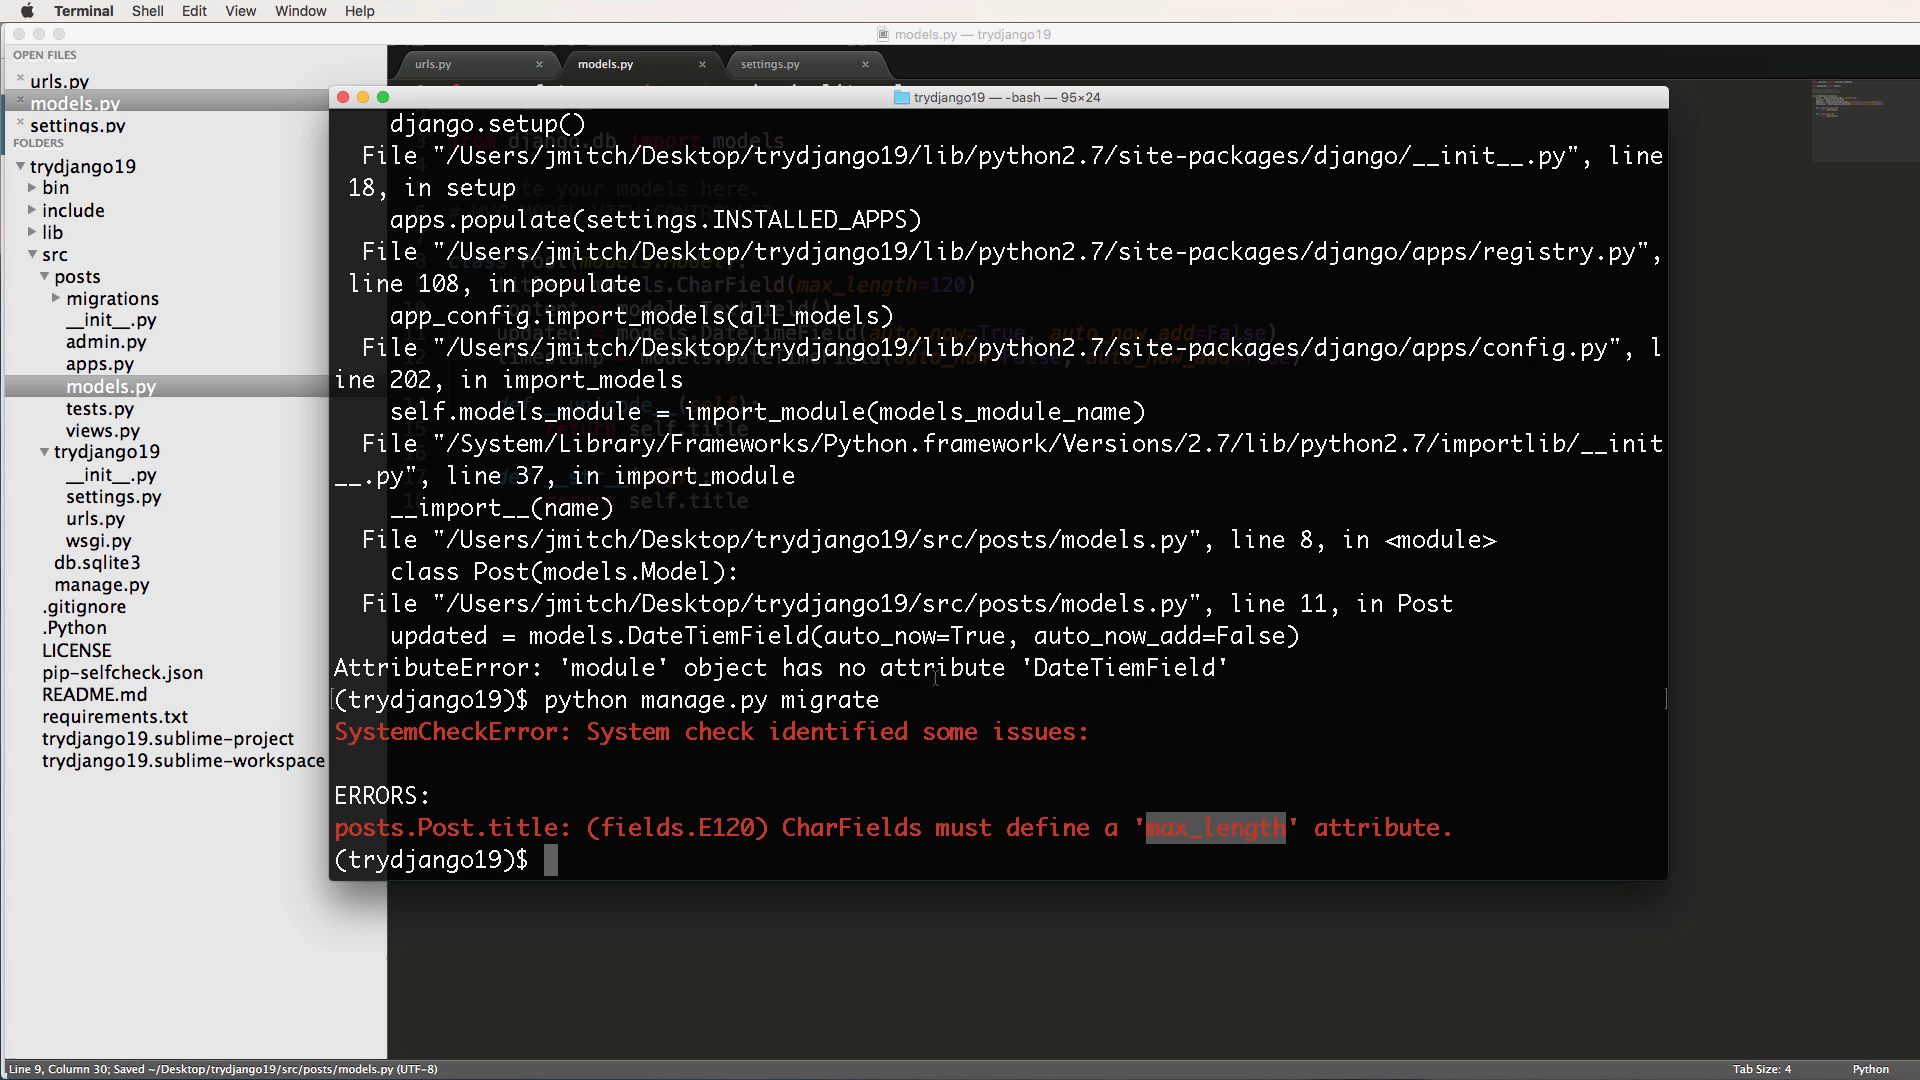 Terminal Shell Edit View Window Help
models.py — trydjango19
OPEN FILES
urls.py
models.py
settings.py
FOLDERS
trydjango19
bin
include
lib
src
posts
migrations
__init__.py
admin.py
apps.py
models.py
tests.py
views.py
trydjango19
__init__.py
settings.py
urls.py
wsgi.py
db.sqlite3
manage.py
.gitignore
.Python
LICENSE
pip-selfcheck.json
README.md
requirements.txt
trydjango19.sublime-project
trydjango19.sublime-workspace
urls.py models.py settings.py
trydjango19 — -bash — 95×24
django.setup()
File "/Users/jmitch/Desktop/trydjango19/lib/python2.7/site-packages/django/__init__.py", line
18, in setup
apps.populate(settings.INSTALLED_APPS)
File "/Users/jmitch/Desktop/trydjango19/lib/python2.7/site-packages/django/apps/registry.py",
line 108, in populate
app_config.import_models(all_models)
File "/Users/jmitch/Desktop/trydjango19/lib/python2.7/site-packages/django/apps/config.py", l
ine 202, in import_models
self.models_module = import_module(models_module_name)
File "/System/Library/Frameworks/Python.framework/Versions/2.7/lib/python2.7/importlib/__init
__.py", line 37, in import_module
__import__(name)
File "/Users/jmitch/Desktop/trydjango19/src/posts/models.py", line 8, in <module>
class Post(models.Model):
File "/Users/jmitch/Desktop/trydjango19/src/posts/models.py", line 11, in Post
updated = models.DateTiemField(auto_now=True, auto_now_add=False)
AttributeError: 'module' object has no attribute 'DateTiemField'
(trydjango19)$ python manage.py migrate
SystemCheckError: System check identified some issues:
ERRORS:
posts.Post.title: (fields.E120) CharFields must define a 'max_length' attribute.
(trydjango19)$
Line 9, Column 30; Saved ~/Desktop/trydjango19/src/posts/models.py (UTF-8)
Tab Size: 4 Python